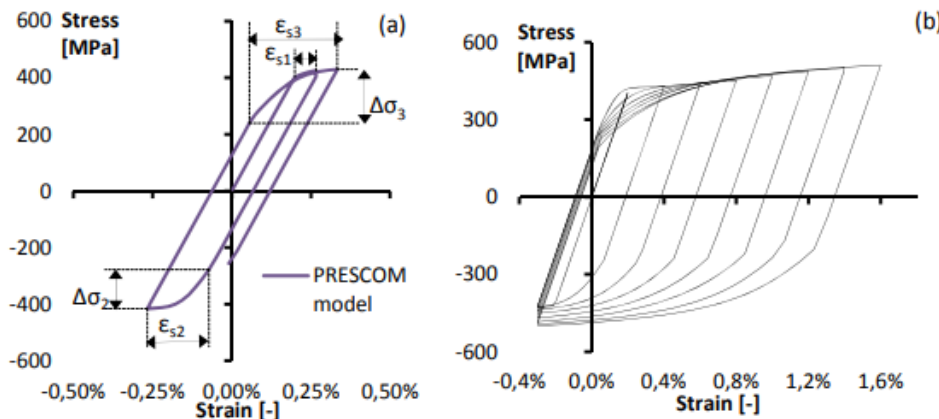 600
Stress
[MPa]
(a)
εs3
εs1
400
Δσ3
200
0
-200
Δσ2
PRESCOM
model
-400
εs2
-600
-0,50%
-0,25%
0,00%
0,25%
0,50%
Strain [-]
(b)
Stress
[MPa]
600
300
0
-300
-600
-0,4%
0,0%
0,4%
0,8%
1,2%
1,6%
Strain [-]